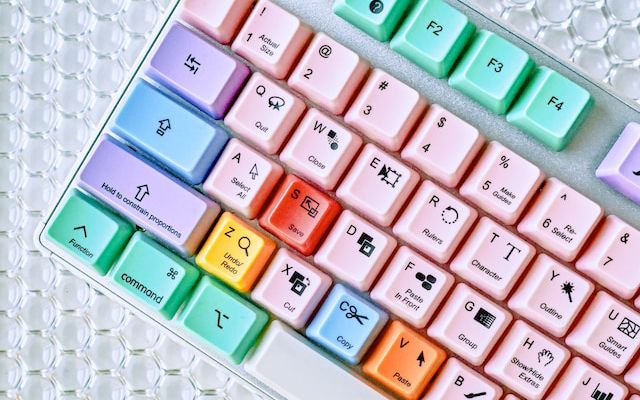 ?
F2
F3
F4
!
1
Actual
Size
@
2
#
3
$
4
%
5
Make
Guides
^
6
Re-
Select
&
7
Q
Quit
W
Close
E
R
Rulers
T
Character
Y
Outline
U
Smart
Guides
A
Select
All
S
Save
D
F
Paste
In Front
G
Group
H
Show/Hide
Extras
J
Hold to constrain proportions
Z
Undo/
Redo
X
Cut
C
Copy
V
Paste
B
Function
⌘
command
⌥